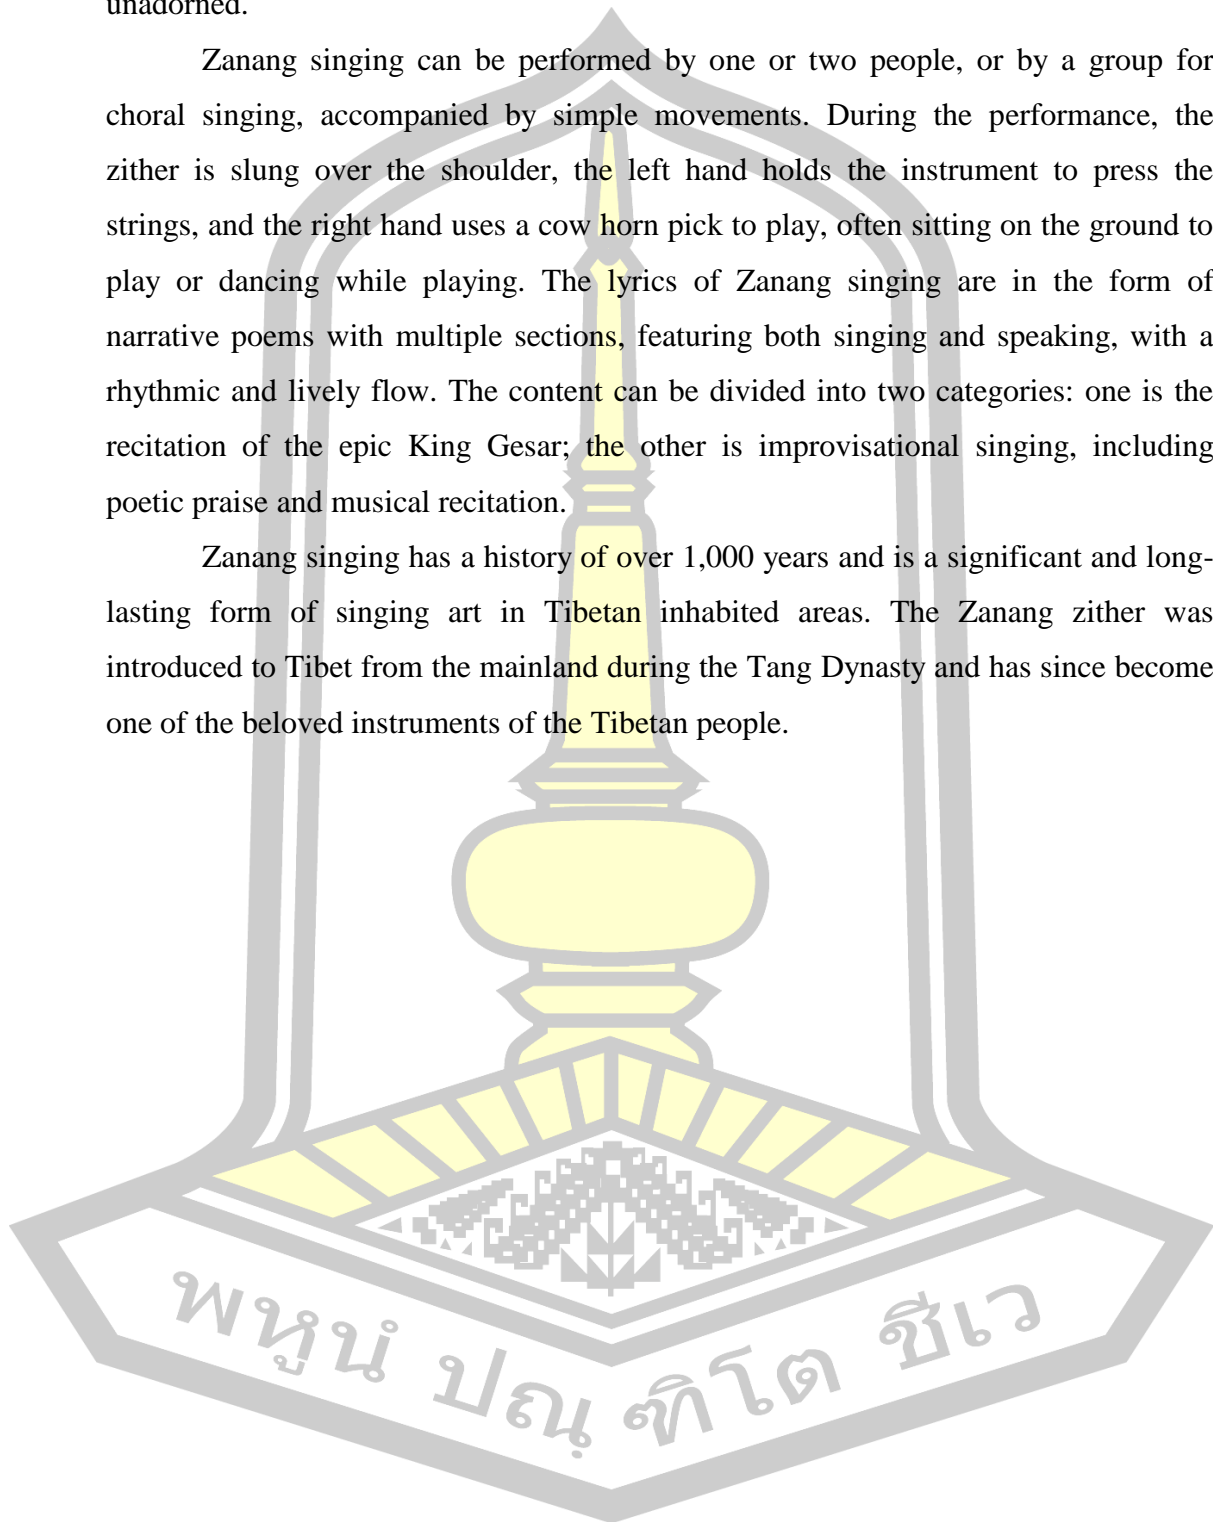 unadorned.
Zanang singing can be performed by one or two people, or by a group for
choral singing, accompanied by simple movements. During the performance, the
zither is slung over the shoulder, the left hand holds the instrument to press the
strings, and the right hand uses a cow horn pick to play, often sitting on the ground to
play or dancing while playing. The lyrics of Zanang singing are in the form of
narrative poems with multiple sections, featuring both singing and speaking, with a
rhythmic and lively flow. The content can be divided into two categories: one is the
recitation of the epic King Gesar; the other is improvisational singing, including
poetic praise and musical recitation.
Zanang singing has a history of over 1,000 years and is a significant and long-
lasting form of singing art in Tibetan inhabited areas. The Zanang zither was
introduced to Tibet from the mainland during the Tang Dynasty and has since become
one of the beloved instruments of the Tibetan people.
พหูนํ ปณฺ ฑิโต ชีเว